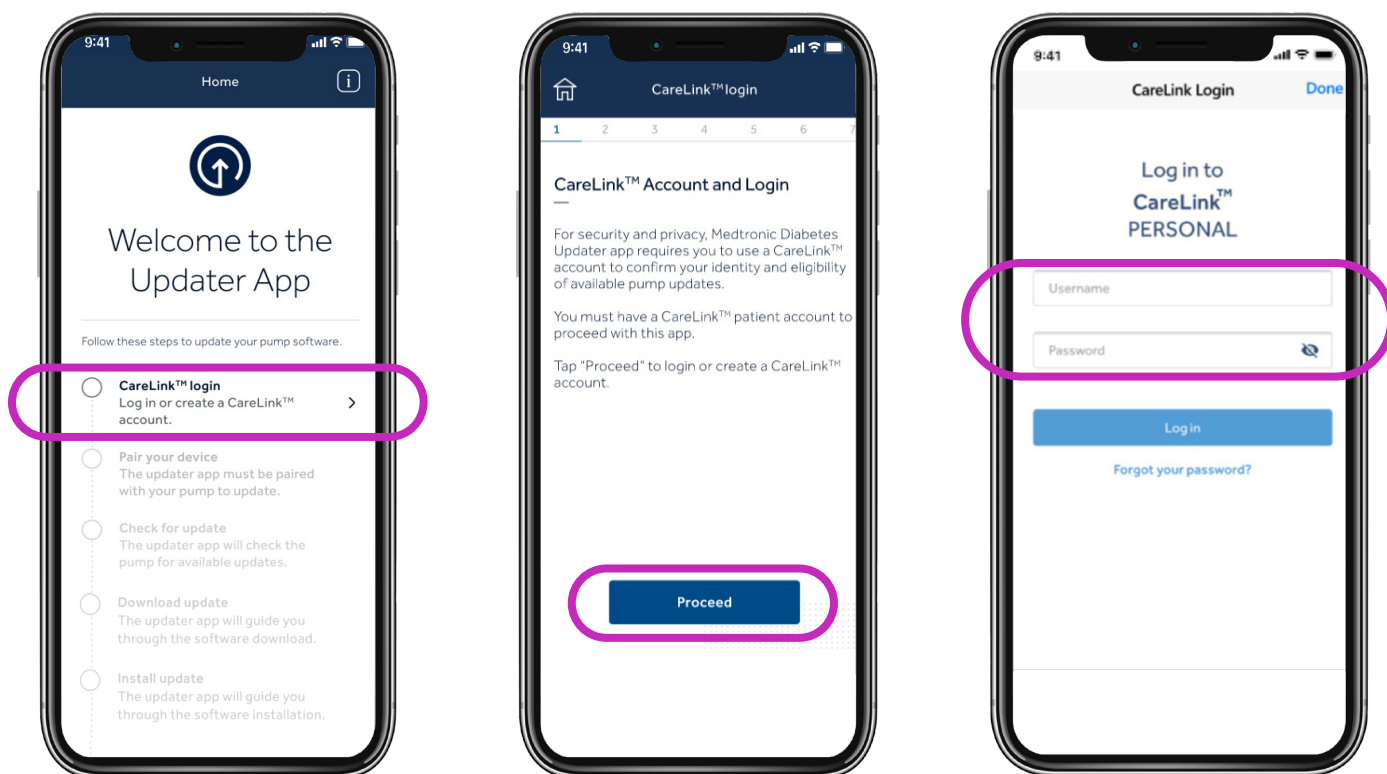 9:41
Home
i
Welcome to the
Updater App
Follow these steps to update your pump software.
CareLink™ login
Log in or create a CareLink™
account.
Pair your device
The updater app must be paired
with your pump to update.
Check for update
The updater app will check the
pump for available updates.
Download update
The updater app will guide you
through the software download.
Install update
The updater app will guide you
through the software installation.
9:41
CareLink™ login
1 2 3 4 5 6 7
CareLink™ Account and Login
For security and privacy, Medtronic Diabetes
Updater app requires you to use a CareLink™
account to confirm your identity and eligibility
of available pump updates.
You must have a CareLink™ patient account to
proceed with this app.
Tap "Proceed" to login or create a CareLink™
account.
Proceed
9:41
CareLink Login Done
Log in to
CareLink™
PERSONAL
Username
Password
Log in
Forgot your password?